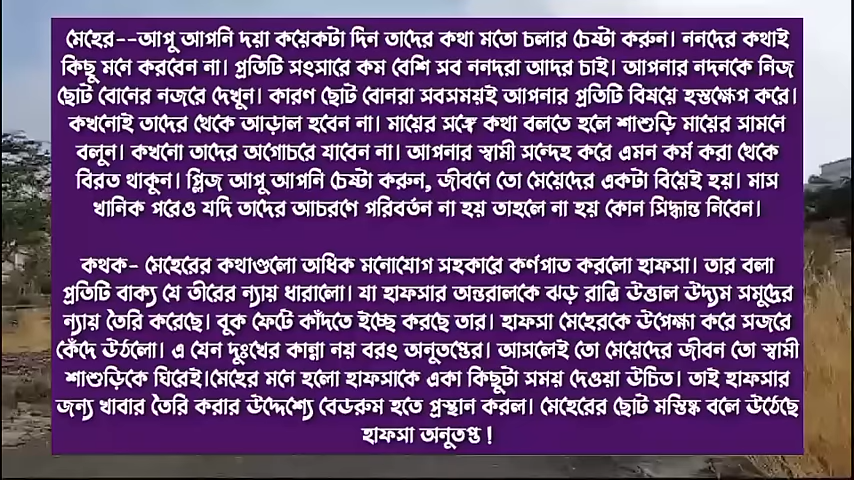 মেহের--আপু আপনি দয়া কয়েকটা দিন তাদের কথা মতো চলার চেষ্টা করুন। ননদের কথাই
কিছু মনে করবেন না। প্রতিটি সংসারে কম বেশি সব ননদরা আদর চাই। আপনার নদনকে নিজ
ছোট বোনের নজরে দেখুন। কারণ ছোট বোনরা সবসময়ই আপনার প্রতিটি বিষয়ে হস্তক্ষেপ করে।
কখনোই তাদের থেকে আড়াল হবেন না। মায়ের সঙ্গে কথা বলতে হলে শাশুড়ি মায়ের সামনে
বলুন। কখনো তাদের অগোচরে যাবেন না। আপনার স্বামী সন্দেহ করে এমন কর্ম করা থেকে
বিরত থাকুন। প্লিজ আপু আপনি চেষ্টা করুন, জীবনে তো মেয়েদের একটা বিয়েই হয়। মাস
খানিক পরেও যদি তাদের আচরণে পরিবর্তন না হয় তাহলে না হয় কোন সিদ্ধান্ত নিবেন।
কথক- মেহেরের কথাগুলো অধিক মনোযোগ সহকারে কর্ণপাত করলো হাফসা। তার বলা
প্রতিটি বাক্য যে তীরের ন্যায় ধারালো। যা হাফসার অন্তরালকে ঝড় রাত্রি উত্তাল উদ্যম সমুদ্রের
ন্যায় তৈরি করেছে। বুক ফেটে কাঁদতে ইচ্ছে করছে তার। হাফসা মেহেরকে উপেক্ষা করে সজরে
কেঁদে উঠলো। এ যেন দুঃখের কান্না নয় বরং অনুতপ্তের। আসলেই তো মেয়েদের জীবন তো স্বামী
শাশুড়িকে ঘিরেই।মেহের মনে হলো হাফসাকে একা কিছুটা সময় দেওয়া উচিত। তাই হাফসার
জন্য খাবার তৈরি করার উদ্দেশ্যে বেডরুম হতে প্রস্থান করল। মেহেরের ছোট মস্তিষ্ক বলে উঠেছে
হাফসা অনুতপ্ত !